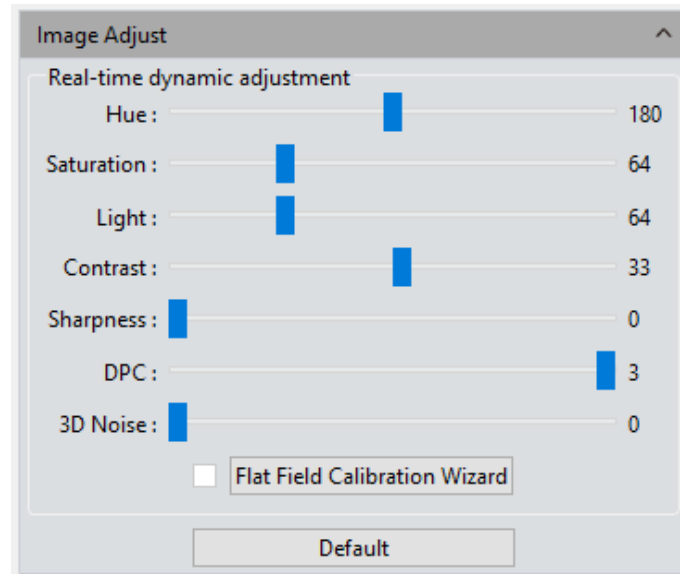 Image Adjust
Real-time dynamic adjustment
Hue : 180
Saturation : 64
Light : 64
Contrast : 33
Sharpness : 0
DPC : 3
3D Noise : 0
Flat Field Calibration Wizard
Default